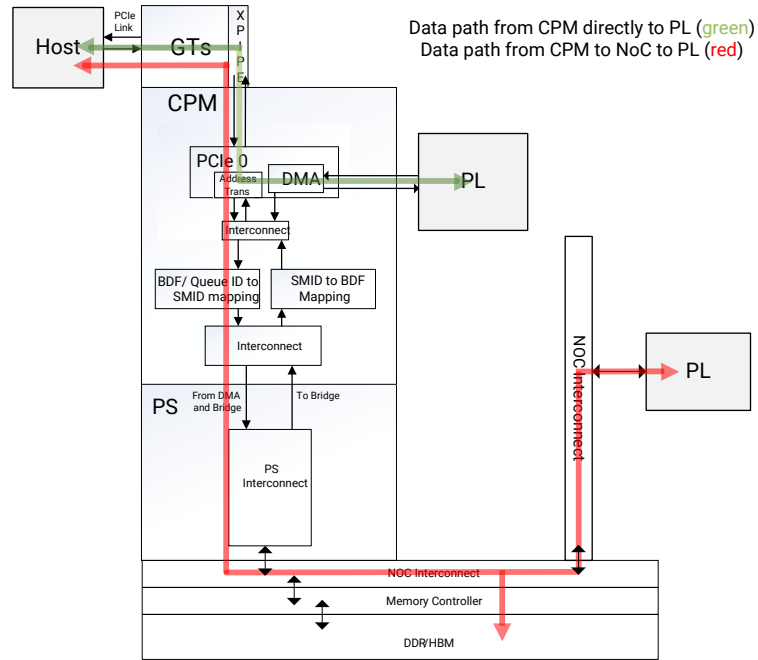 Data path from CPM directly to PL (green)
Data path from CPM to NoC to PL (red)
PCIe
Link
Host
GTs
XPIPE
CPM
PCIe 0
Address
Trans
DMA
PL
Interconnect
BDF/ Queue ID to
SMID mapping
SMID to BDF
Mapping
Interconnect
NOC Interconnect
PL
PS
From DMA
and Bridge
To Bridge
PS
Interconnect
NOC Interconnect
Memory Controller
DDR/HBM